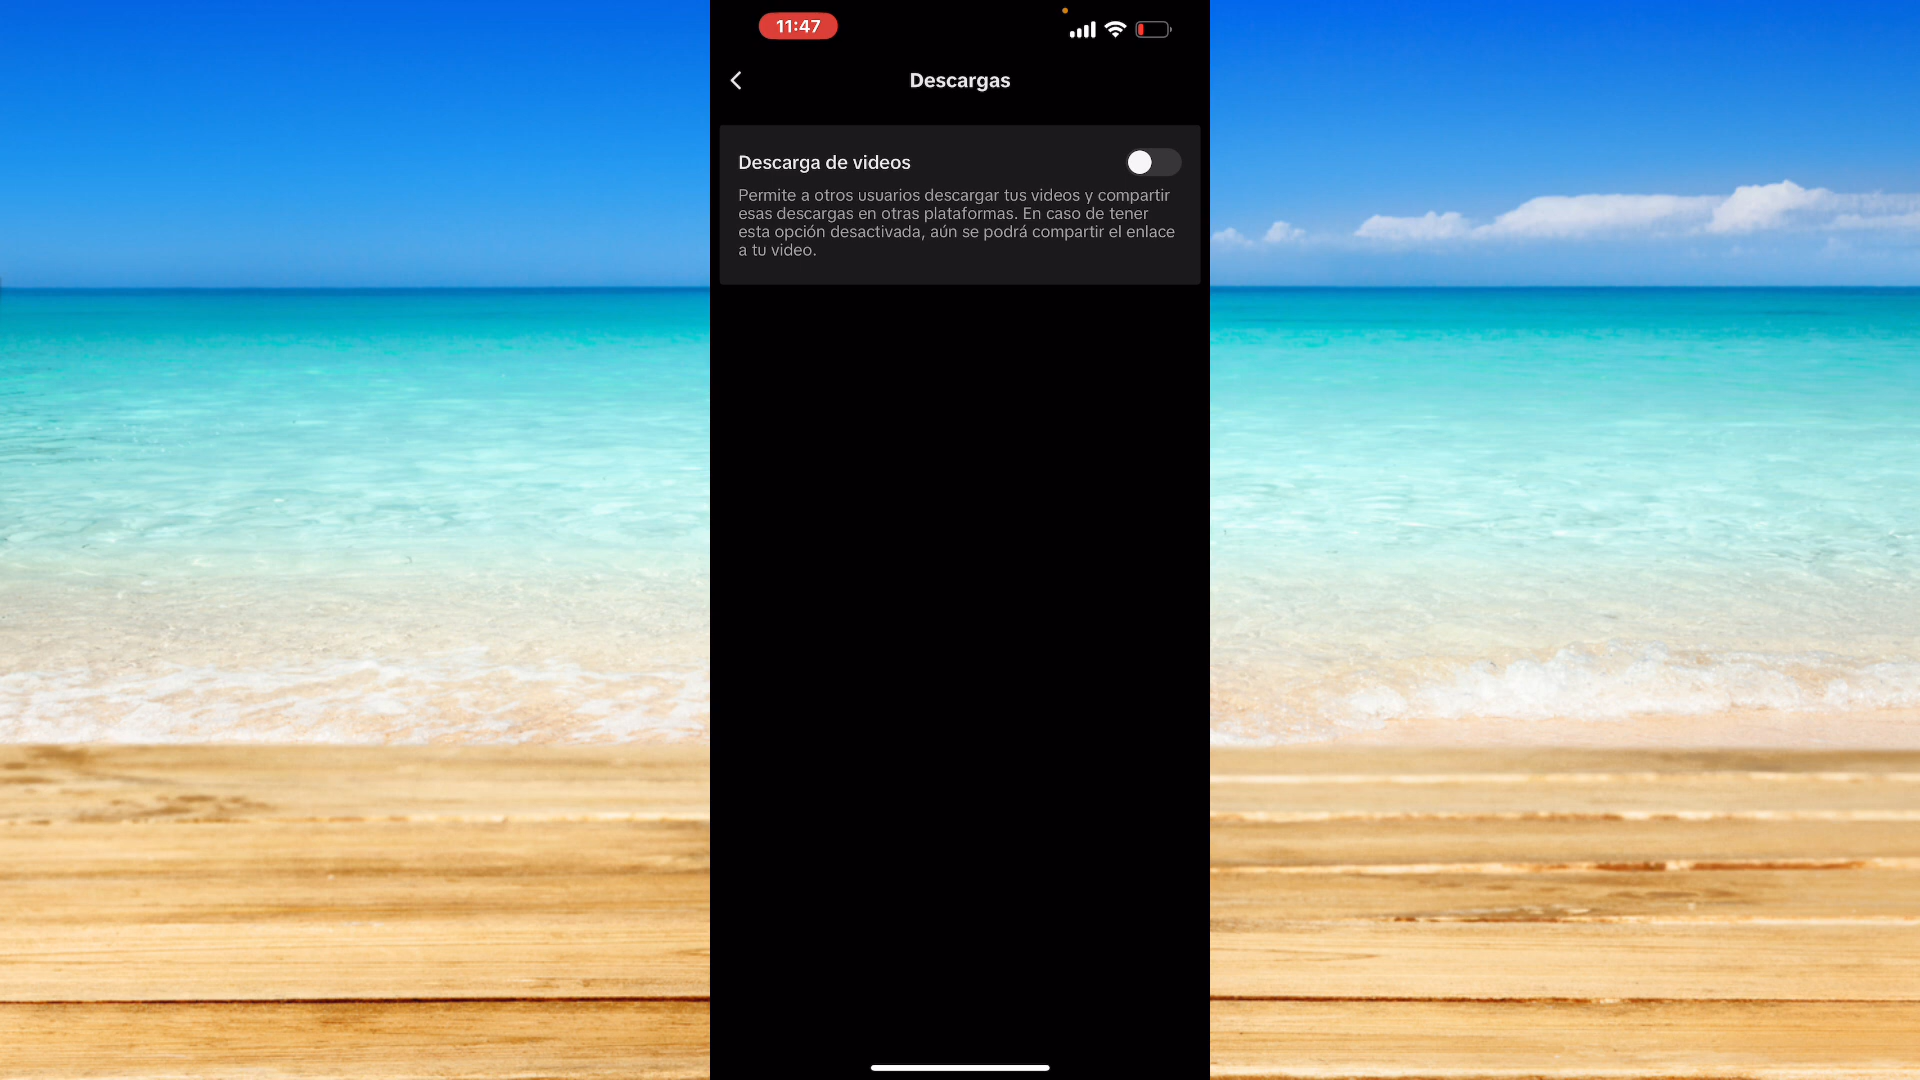 11:47
Descargas
Descarga de videos
Permite a otros usuarios descargar tus videos y compartir
esas descargas en otras plataformas. En caso de tener
esta opción desactivada, aún se podrá compartir el enlace
a tu video.